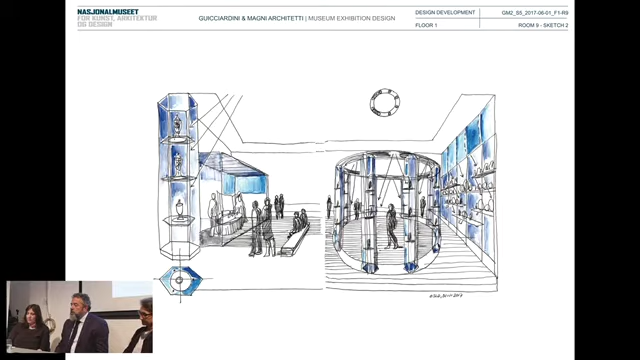 NASJONALMUSEET
FOR KUNST, ARKITEKTUR
OG DESIGN
GUICCIARDINI & MAGNI ARCHITETTI | MUSEUM EXHIBITION DESIGN
DESIGN DEVELOPMENT
GM2_S5_2017-06-01_F1-R9
FLOOR 1
ROOM 9 - SKETCH 2